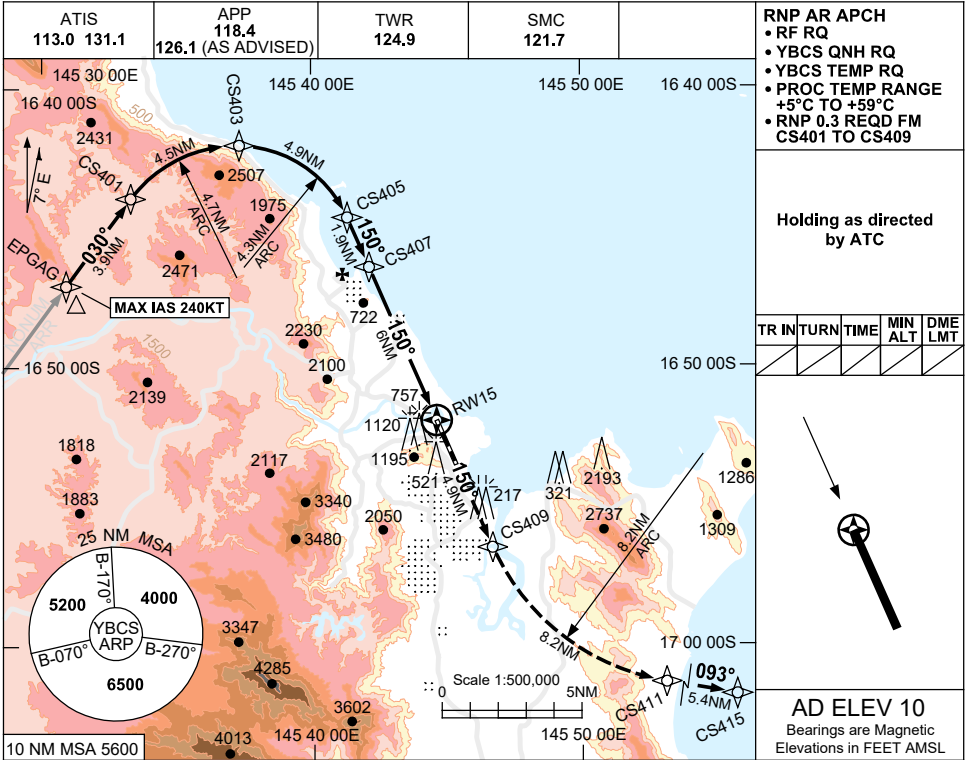 ATIS
113.0 131.1
APP
118.4
126.1 (AS ADVISED)
TWR
124.9
SMC
121.7
RNP AR APCH
• RF RQ
• YBCS QNH RQ
• YBCS TEMP RQ
• PROC TEMP RANGE
+5°C TO +59°C
• RNP 0.3 REQD FM
CS401 TO CS409
Holding as directed
by ATC
TR IN
TURN
TIME
MIN
ALT
DME
LMT
AD ELEV 10
Bearings are Magnetic
Elevations in FEET AMSL
145 30 00E
145 40 00E
145 50 00E
16 40 00S
16 40 00S
500
2431
7° E
CS403
4.5NM
4.9NM
CS401
2507
4.7NM
ARC
1975
4.3NM
ARC
CS405
150°
1.9NM
CS407
030°
3.9NM
EPGAG
2471
MAX IAS 240KT
722
150°
6NM
ARR
2230
1500
2100
16 50 00S
16 50 00S
2139
757
RW15
1120
1195
521
150°
4.9NM
217
321
2193
1286
1818
2117
1883
3340
3480
2050
2737
1309
CS409
8.2NM
ARC
25 NM MSA
B-170°
5200
4000
YBCS
ARP
B-070°
B-270°
6500
3347
4285
3602
4013
8.2NM
17 00 00S
Scale 1:500,000
0
5NM
CS411
093°
5.4NM
CS415
10 NM MSA 5600
145 40 00E
145 50 00E